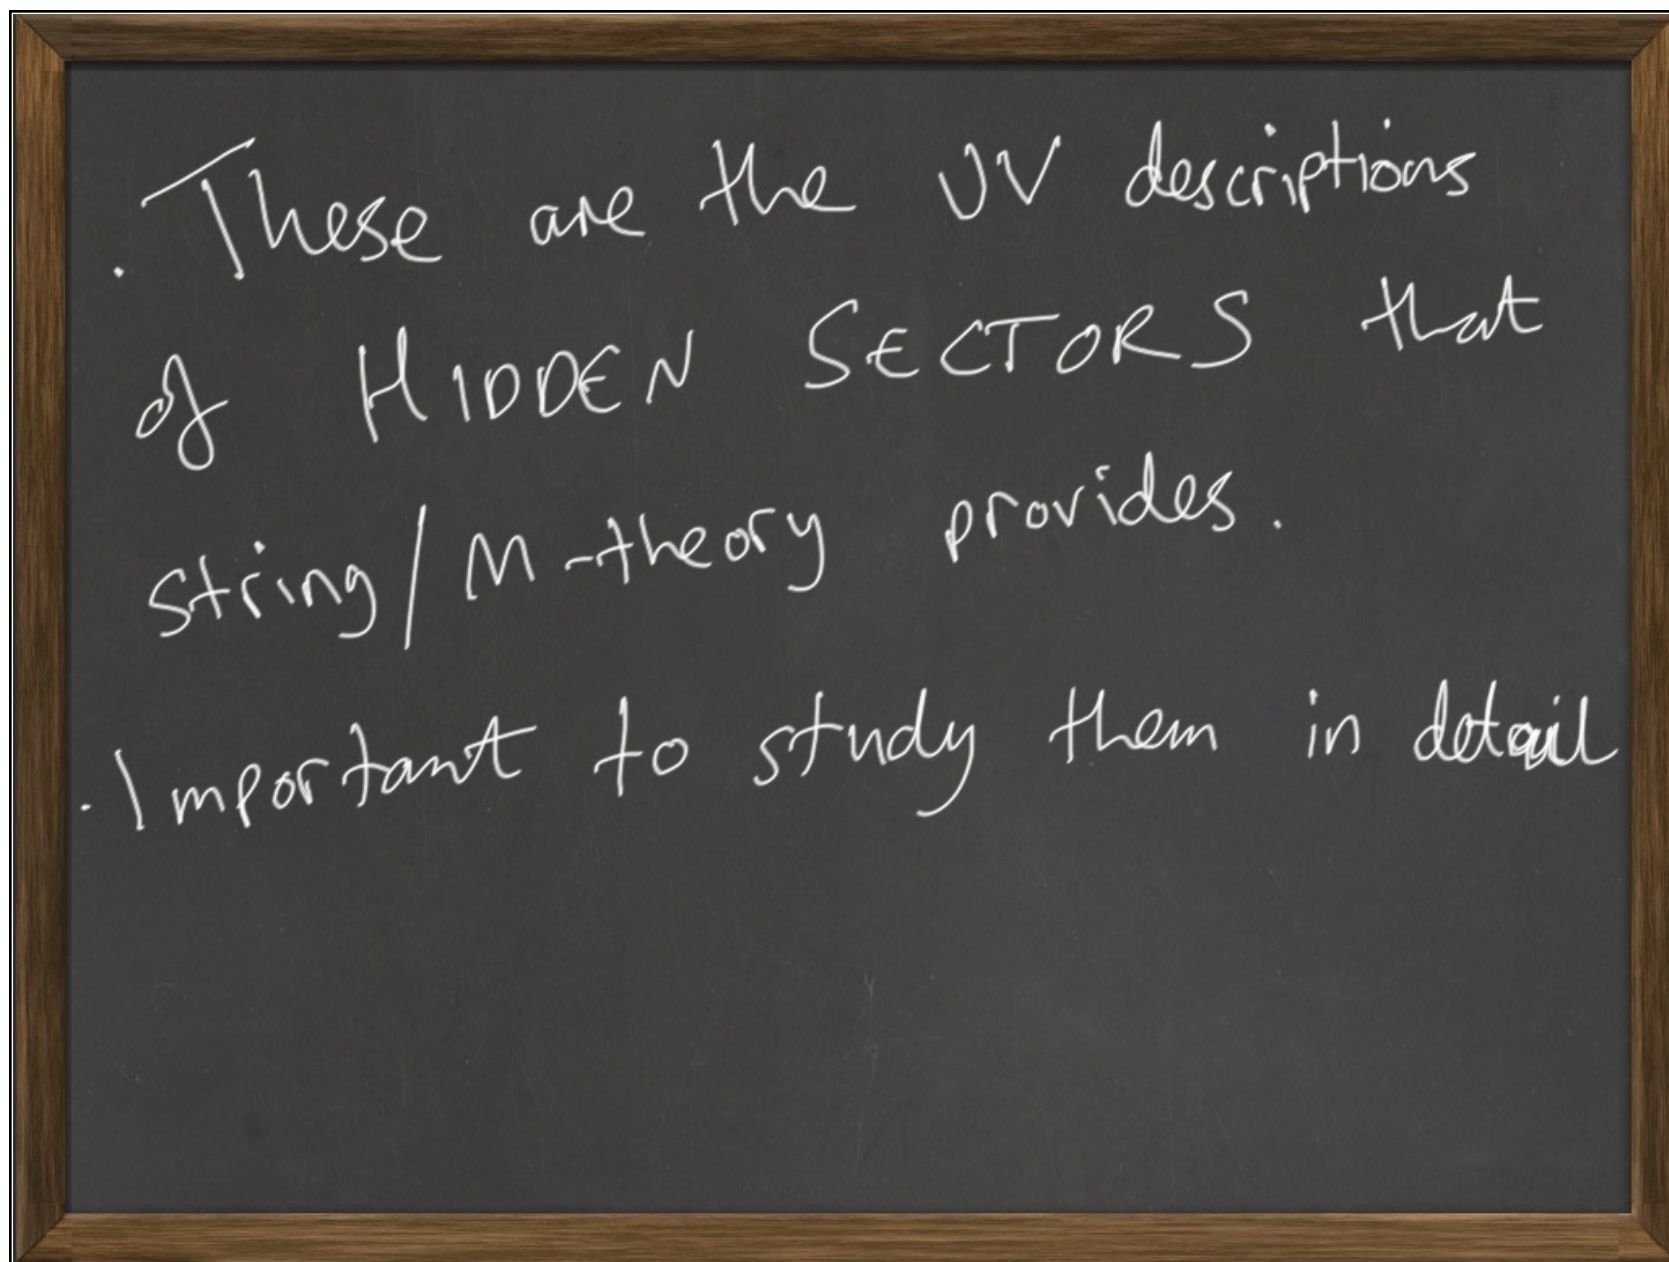 . These are the UV descriptions
of HIDDEN SECTORS that
string/M-theory provides.
. Important to study them in detail